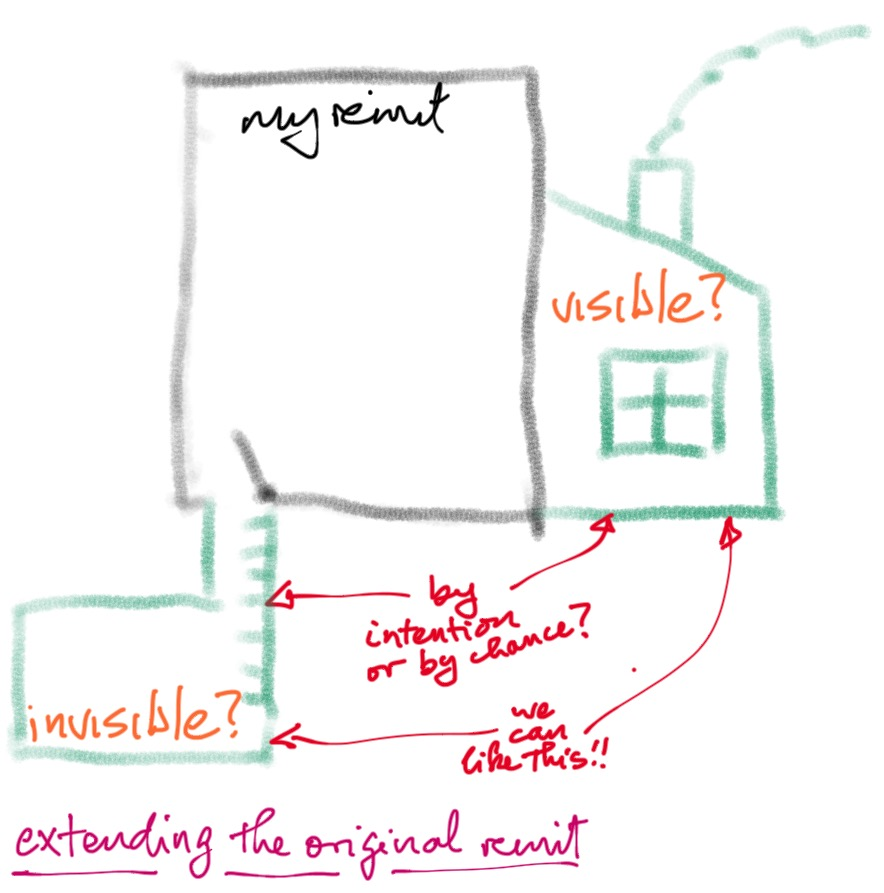 my remit
visible?
by
intention
or by chance?
invisible?
we
can
like this!!
extending the original remit